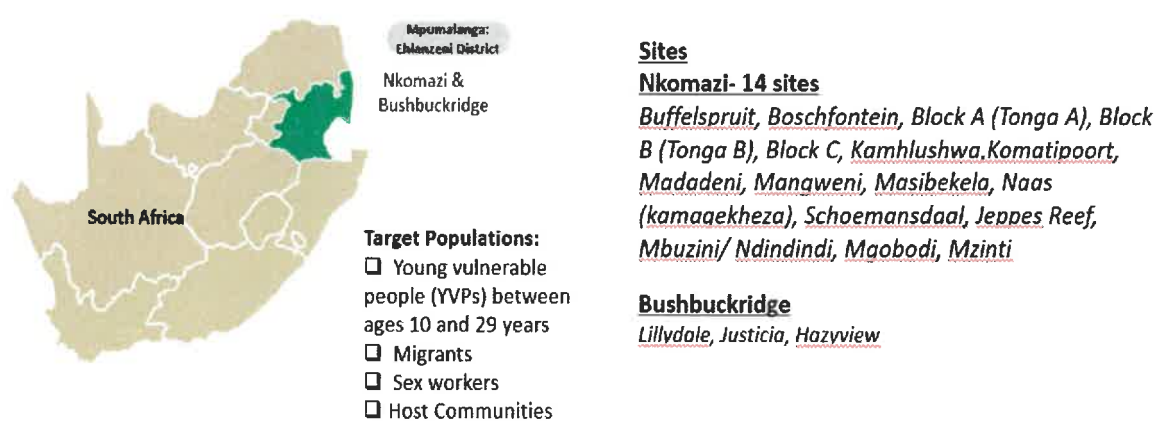 Mpumalanga:
Ehlanzeni District
Nkomazi &
Bushbuckridge
South Africa
Target Populations:
❑ Young vulnerable
people (YVPs) between
ages 10 and 29 years
❑ Migrants
❑ Sex workers
❑ Host Communities
Sites
Nkomazi- 14 sites
Buffelspruit, Boschfontein, Block A (Tonga A), Block
B (Tonga B), Block C, Kamhlushwa,Komatipoort,
Madadeni, Mangweni, Masibekela, Naas
(kamaqekheza), Schoemansdaal, Jeppes Reef,
Mbuzini/ Ndindindi, Mgobodi, Mzinti
Bushbuckridge
Lillydale, Justicia, Hazyview